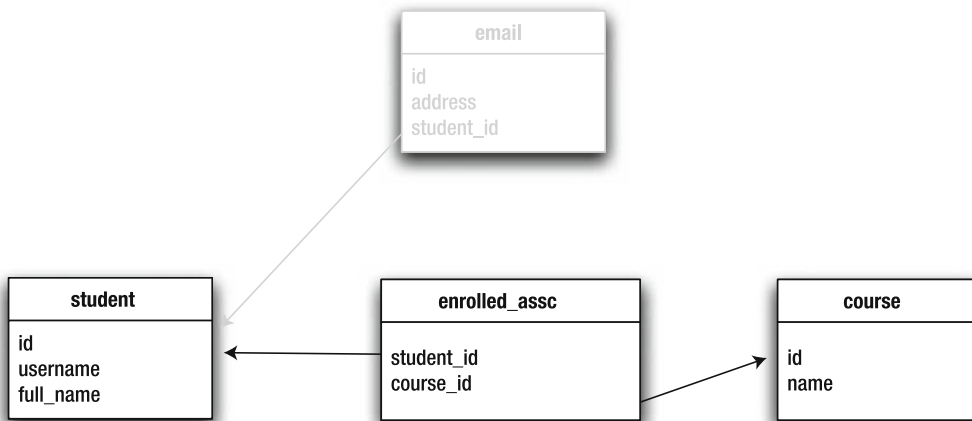 email
id
address
student_id
student
id
username
full_name
enrolled_assc
student_id
course_id
course
id
name